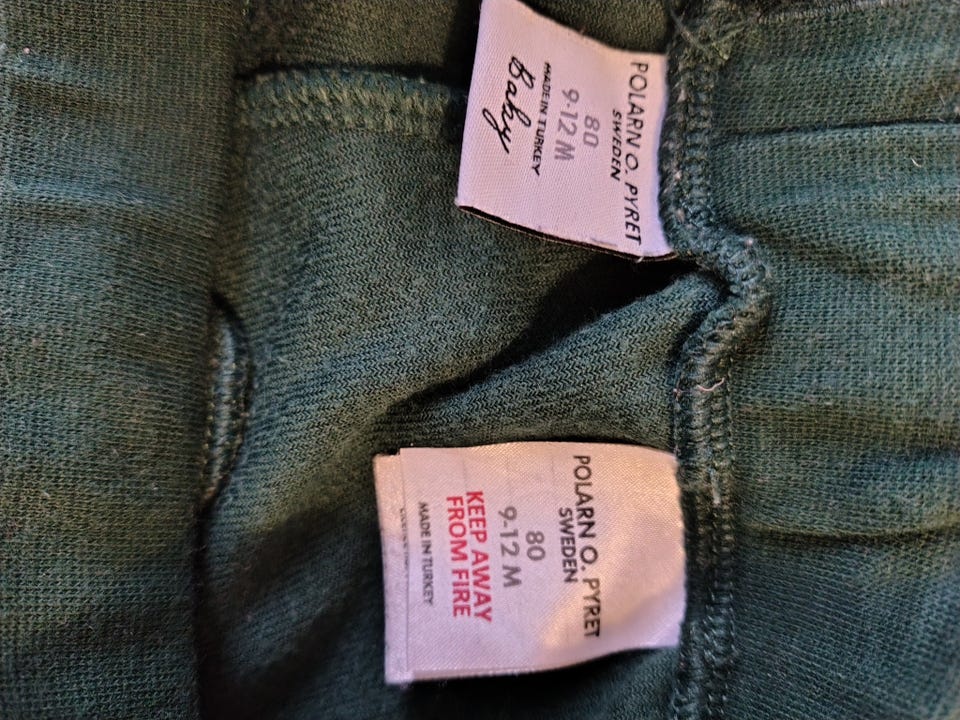 POLARN O. PYRET
SWEDEN
80
9-12 M
MADE IN TURKEY
Baby
POLARN O. PYRET
SWEDEN
80
9-12 M
KEEP AWAY
FROM FIRE
MADE IN TURKEY